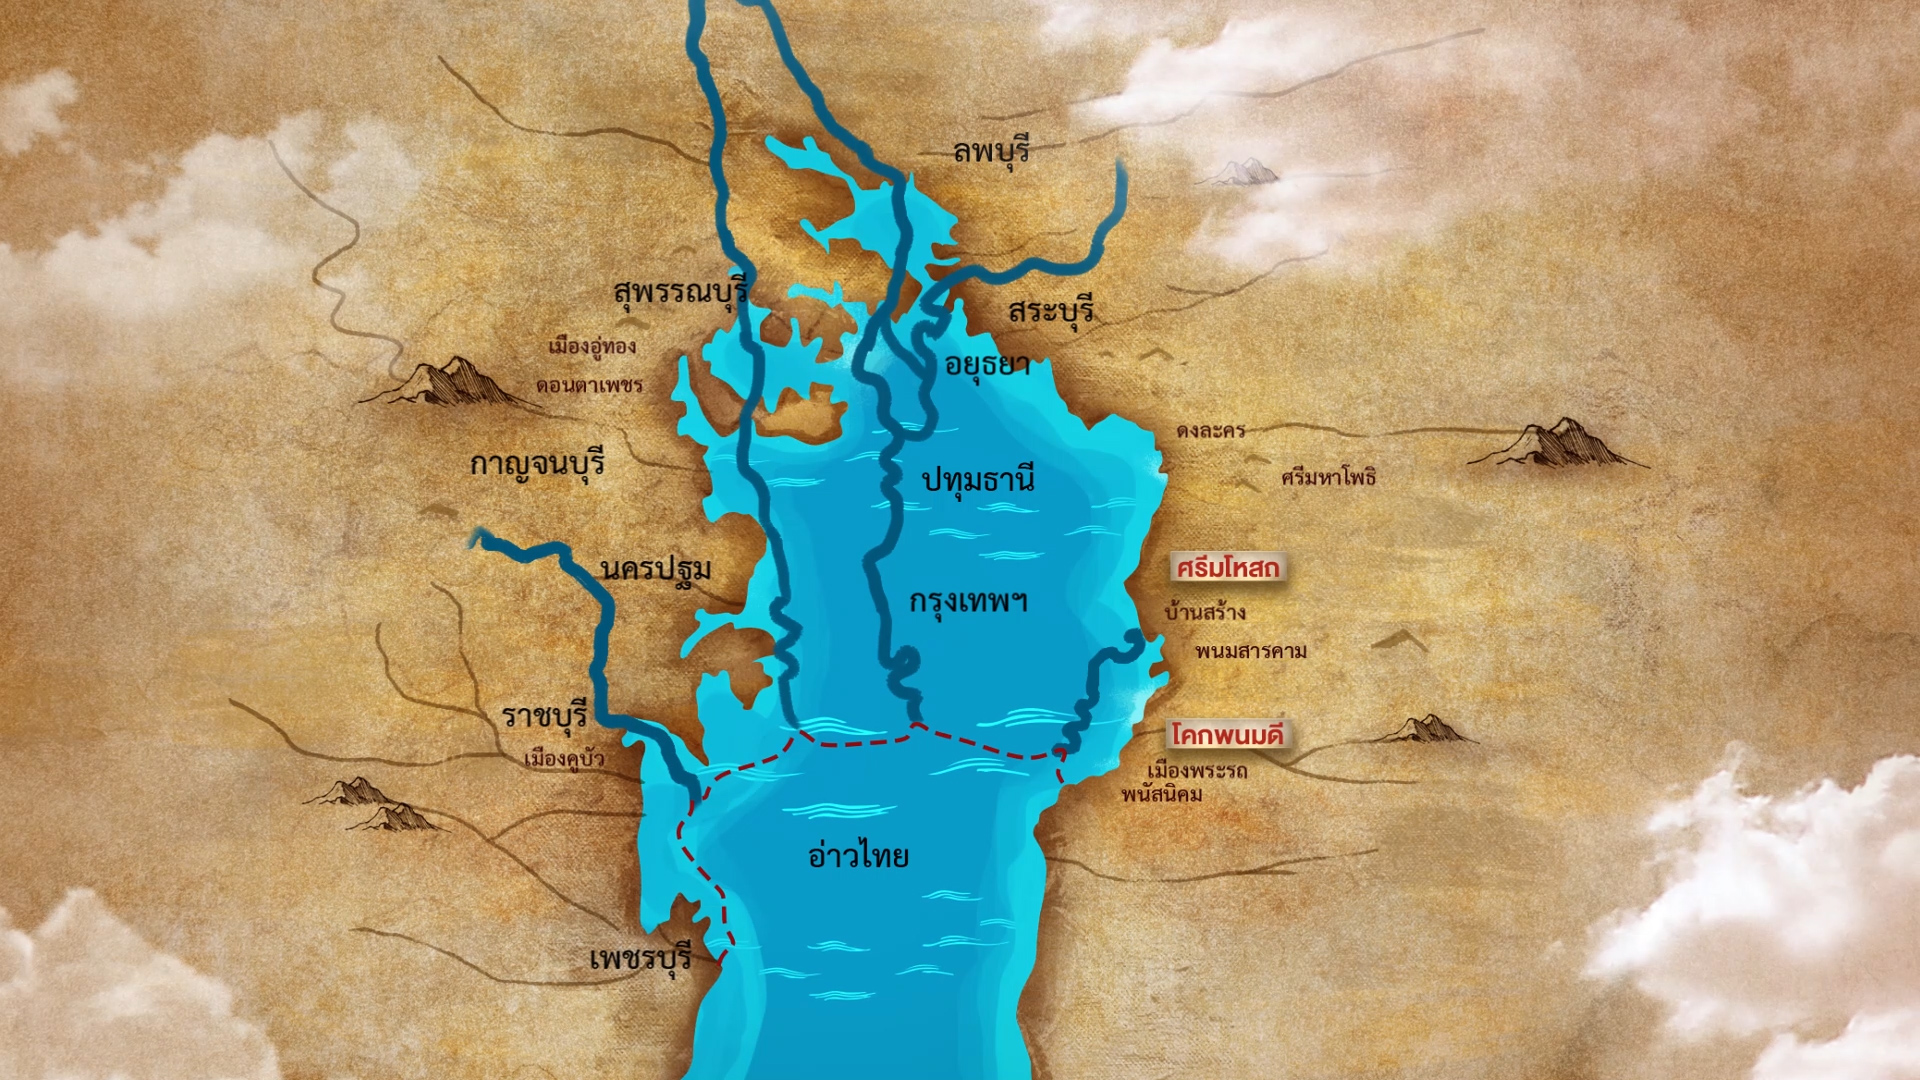 ลพบุรี
สุพรรณบุรี
สระบุรี
เมืองอู่ทอง
อยุธยา
ดอนตาเพชร
ดงละคร
กาญจนบุรี
ปทุมธานี
ศรีมหาโพธิ
นครปฐม
ศรีมโหสถ
กรุงเทพฯ
บ้านสร้าง
พนมสารคาม
ราชบุรี
โคกพนมดี
เมืองคูบัว
เมืองพระรถ
พนัสนิคม
อ่าวไทย
เพชรบุรี